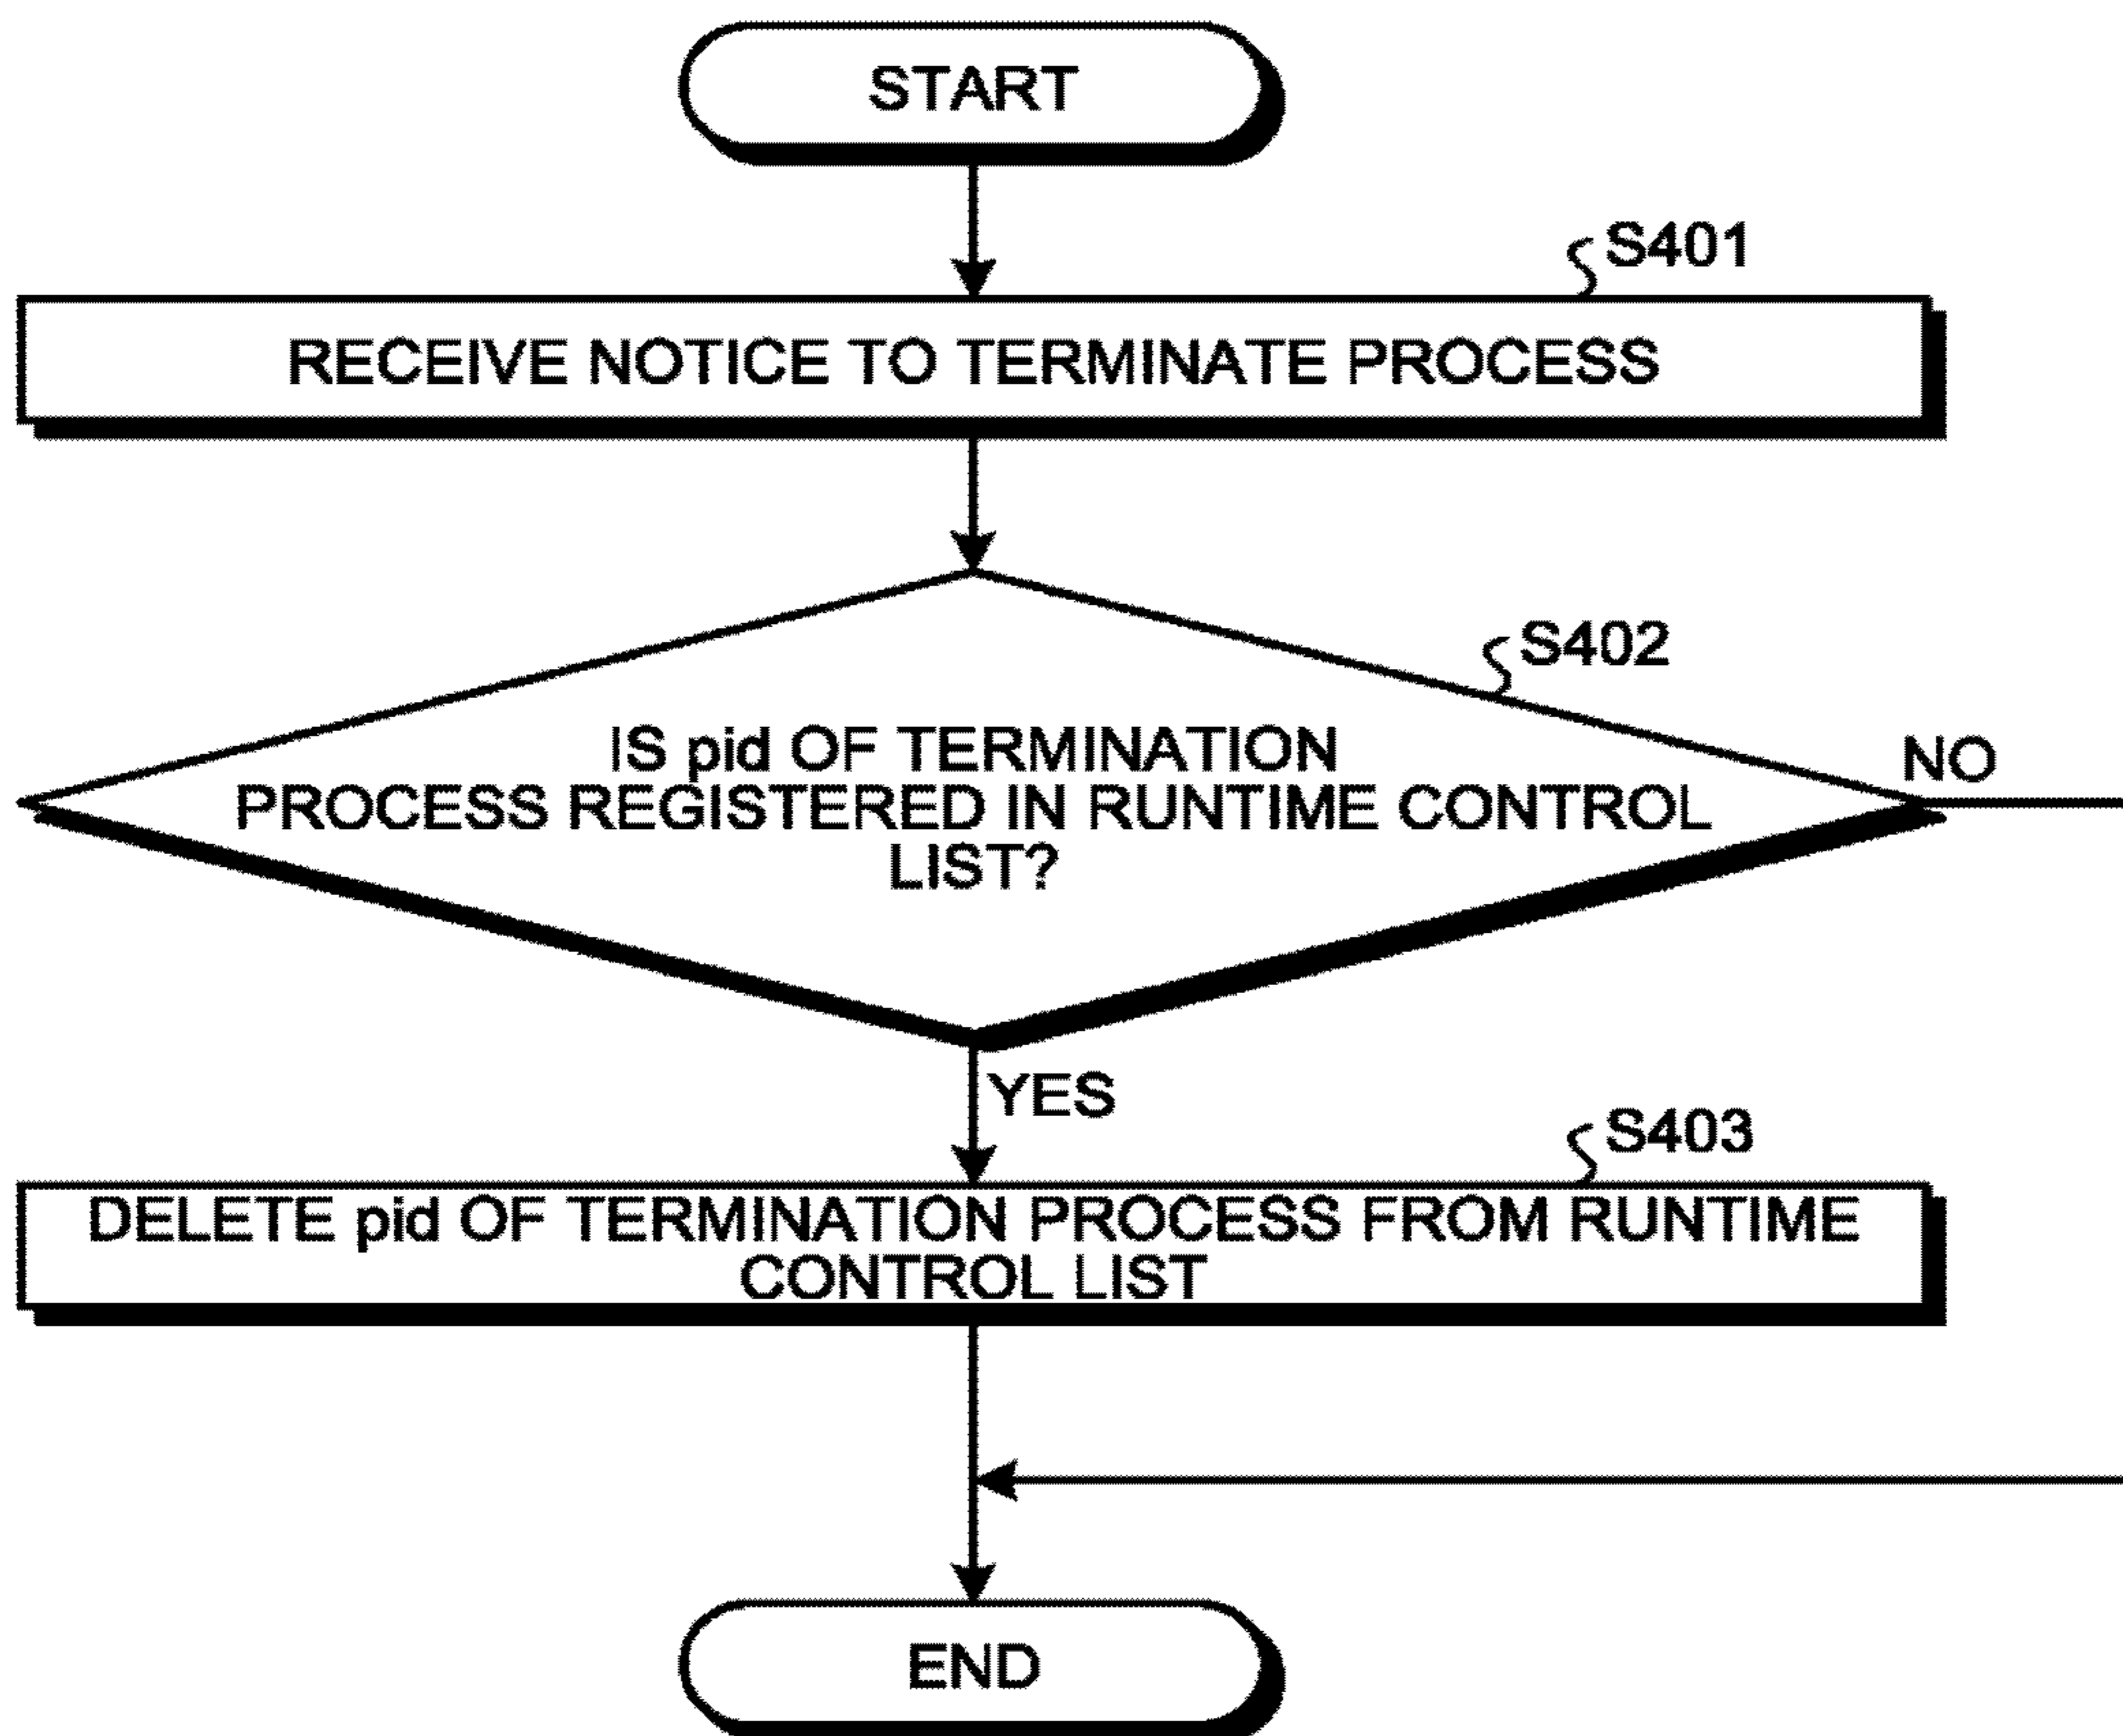 START
S401
RECEIVE NOTICE TO TERMINATE PROCESS
S402
IS pid OF TERMINATION
PROCESS REGISTERED IN RUNTIME CONTROL
LIST?
NO
YES
S403
DELETE pid OF TERMINATION PROCESS FROM RUNTIME
CONTROL LIST
END